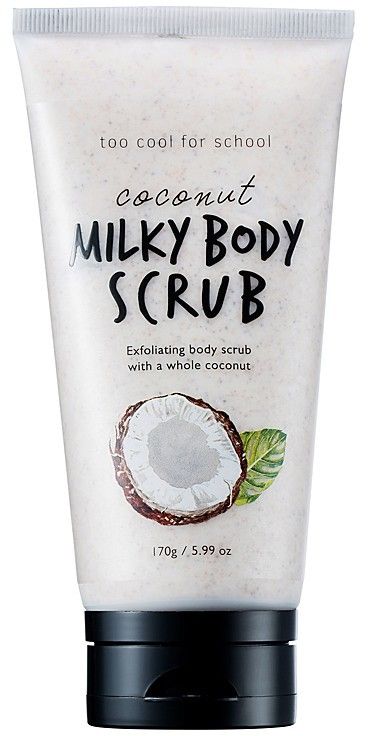 too cool for school
coconut
MILKY BODY
SCRUB
Exfoliating body scrub
with a whole coconut
170g / 5.99 oz